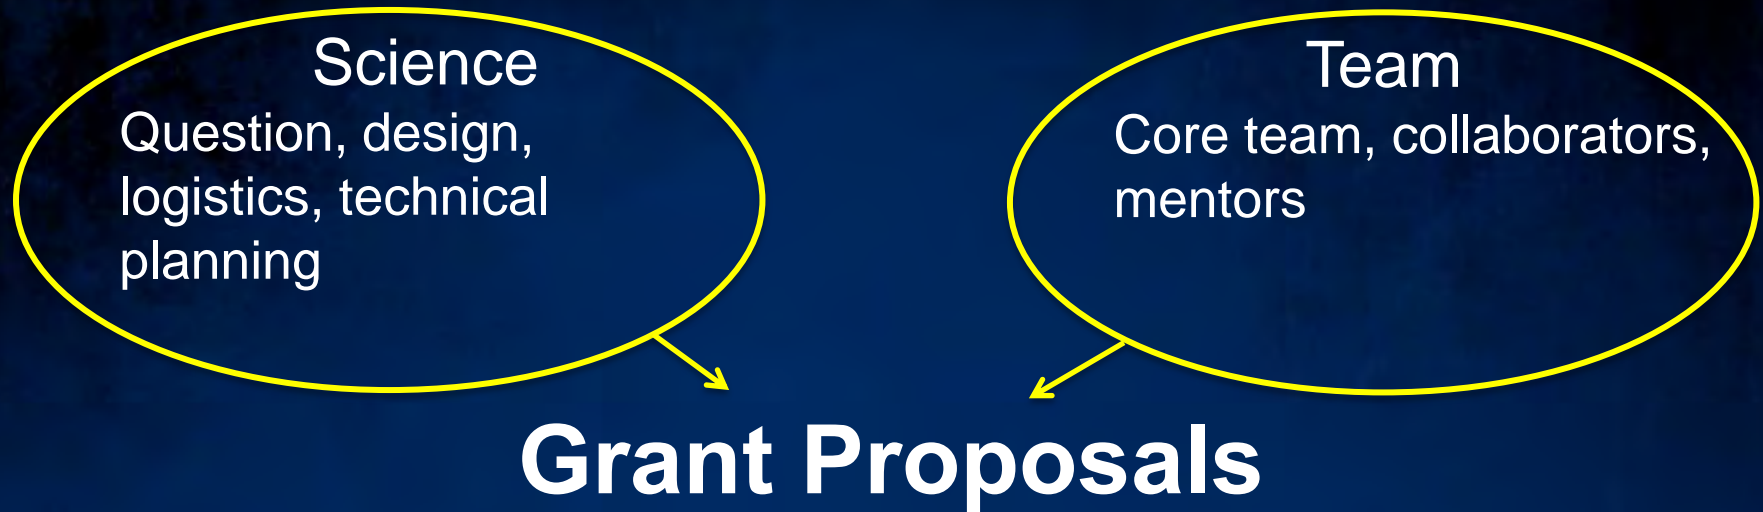 Science
Question, design,
logistics, technical
planning
Team
Core team, collaborators,
mentors
Grant Proposals